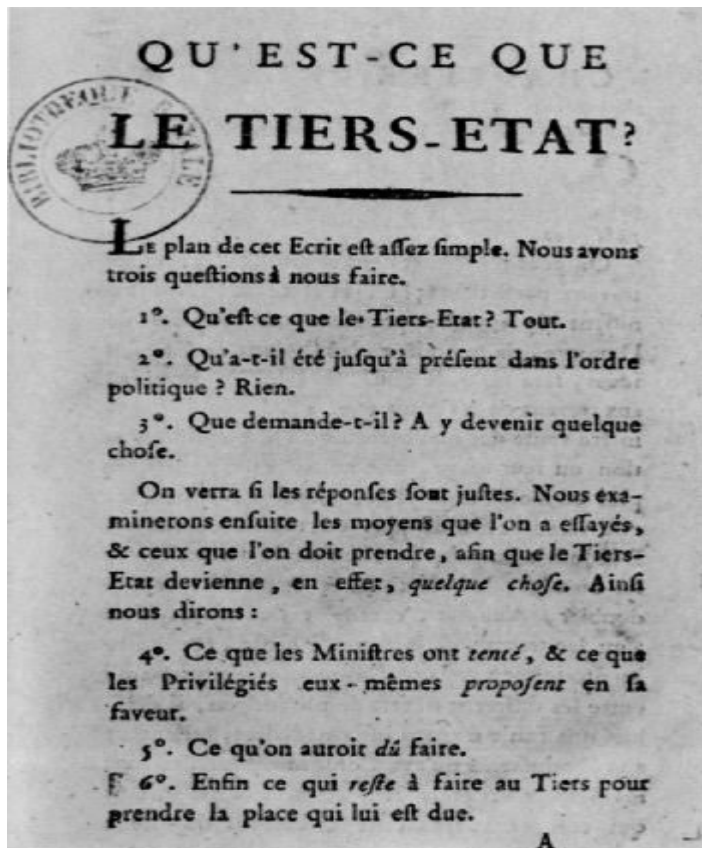 QU'EST-CE QUE
LE TIERS-ETAT?
BIBLIOTHEQUE ROYALE
LE plan de cet Ecrit eſt aſſez ſimple. Nous avons
trois queſtions à nous faire.
1°. Qu'eſt-ce que le Tiers-Etat? Tout.
2°. Qu'a-t-il été juſqu'à préſent dans l'ordre
politique ? Rien.
3°. Que demande-t-il? A y devenir quelque
choſe.
On verra ſi les réponſes ſont juſtes. Nous exa-
minerons enſuite les moyens que l'on a eſſayés,
& ceux que l'on doit prendre, afin que le Tiers-
Etat devienne, en effet, quelque choſe. Ainſi
nous dirons :
4°. Ce que les Miniſtres ont tenté, & ce que
les Privilégiés eux-mêmes propoſent en ſa
faveur.
5°. Ce qu'on auroit dû faire.
6°. Enfin ce qui reſte à faire au Tiers pour
prendre la place qui lui eſt due.
A